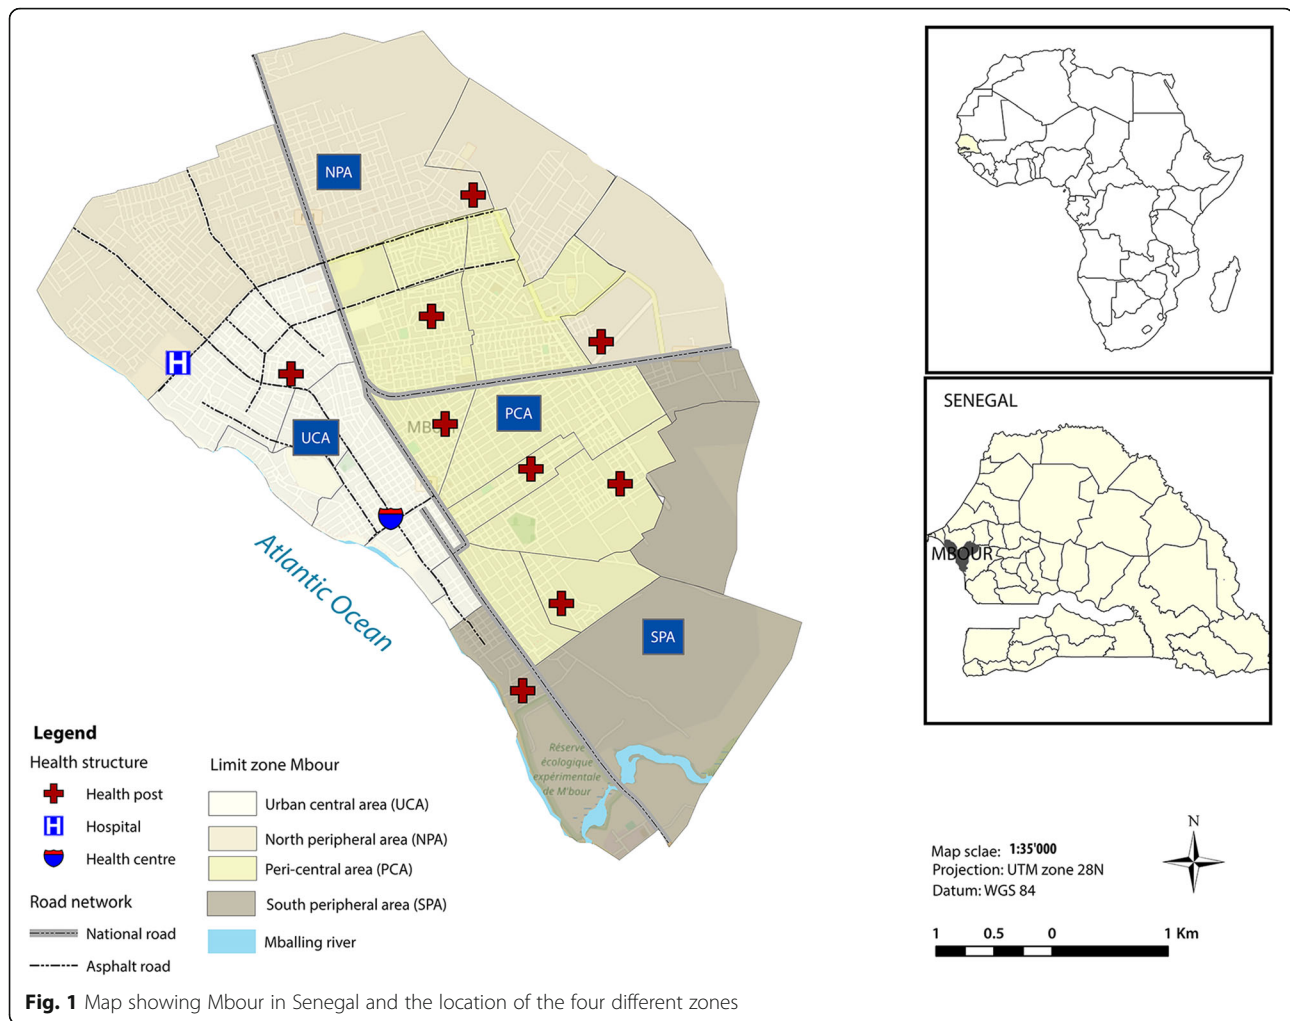 NPA
PCA
MBOUR
UCA
SPA
Atlantic Ocean
Réserve
écologique
expérimentale
de M'bour
SENEGAL
MBOUR
Legend
Health structure
Health post
Hospital
Health centre
Road network
National road
Asphalt road
Limit zone Mbour
Urban central area (UCA)
North peripheral area (NPA)
Peri-central area (PCA)
South peripheral area (SPA)
Mballing river
N
Map sclae: 1:35'000
Projection: UTM zone 28N
Datum: WGS 84
1 0.5 0 1 Km
H
H
Fig. 1 Map showing Mbour in Senegal and the location of the four different zones